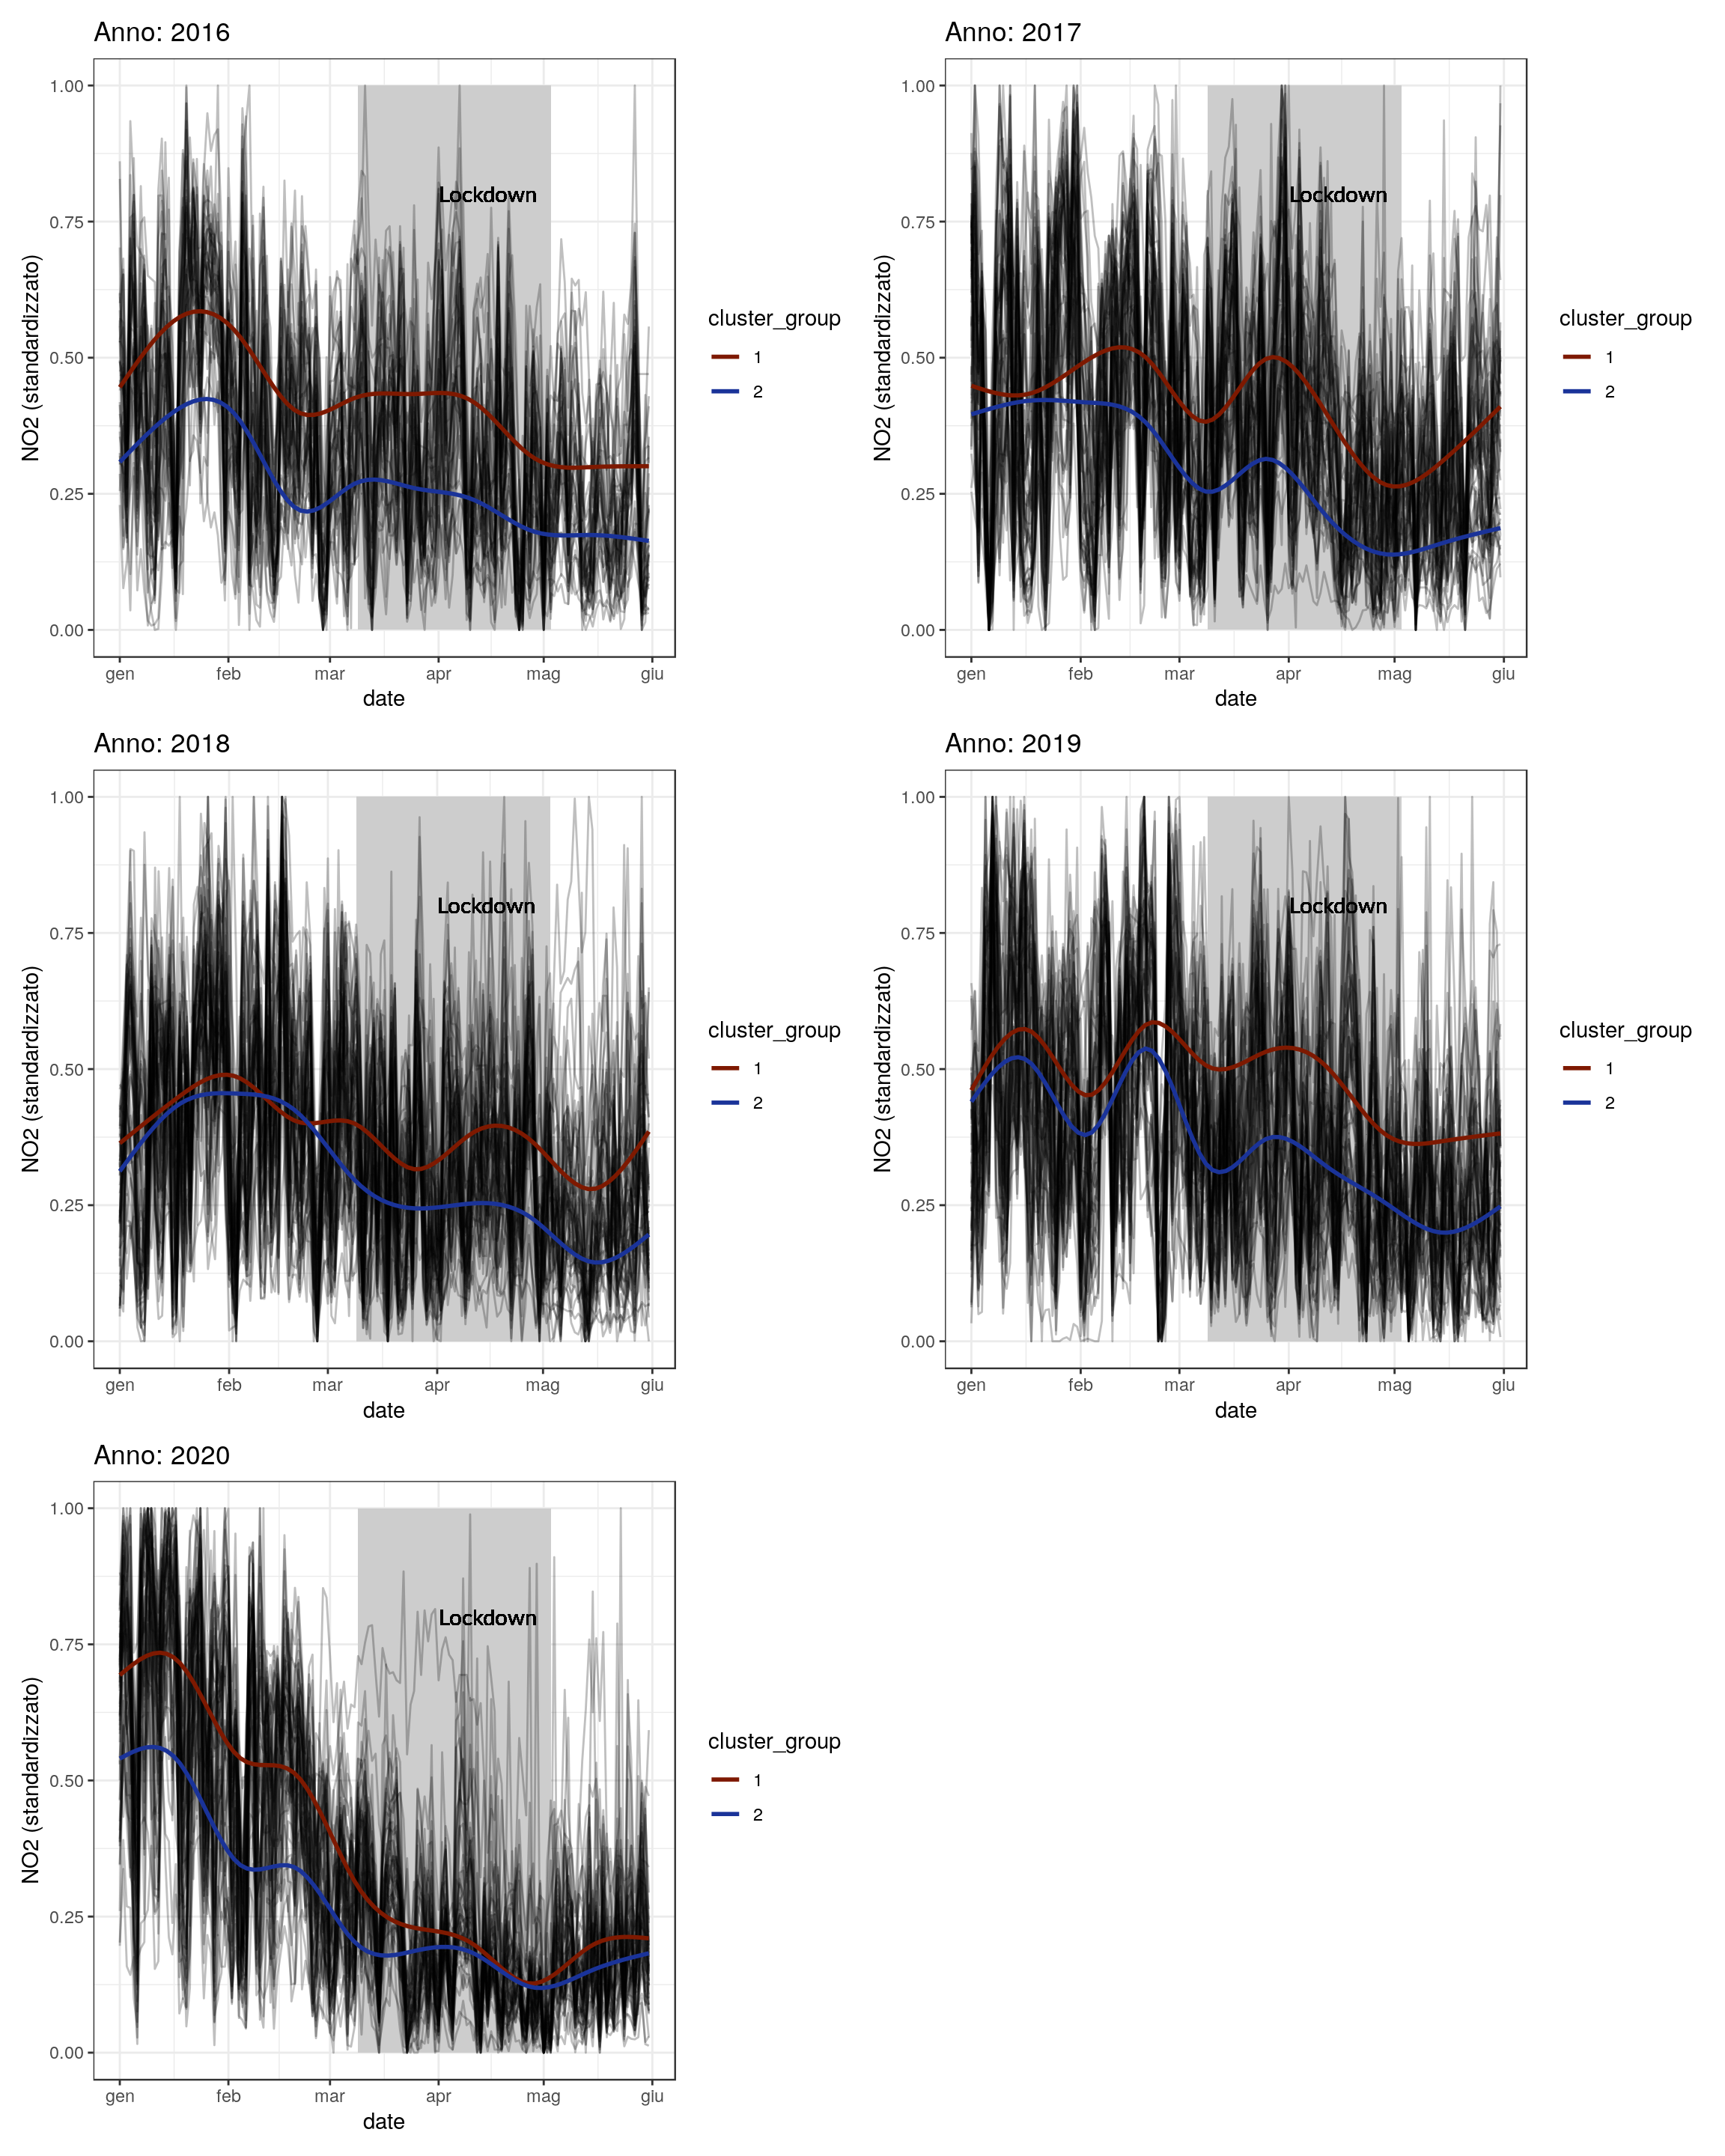 Anno: 2016
1.00
0.75
0.50
0.25
0.00
NO2 (standardizzato)
Lockdown
gen feb mar apr mag giu
date
cluster_group
1
2
Anno: 2017
1.00
0.75
0.50
0.25
0.00
NO2 (standardizzato)
Lockdown
gen feb mar apr mag giu
date
cluster_group
1
2
Anno: 2018
1.00
0.75
0.50
0.25
0.00
NO2 (standardizzato)
Lockdown
gen feb mar apr mag giu
date
cluster_group
1
2
Anno: 2019
1.00
0.75
0.50
0.25
0.00
NO2 (standardizzato)
Lockdown
gen feb mar apr mag giu
date
cluster_group
1
2
Anno: 2020
1.00
0.75
0.50
0.25
0.00
NO2 (standardizzato)
Lockdown
gen feb mar apr mag giu
date
cluster_group
1
2